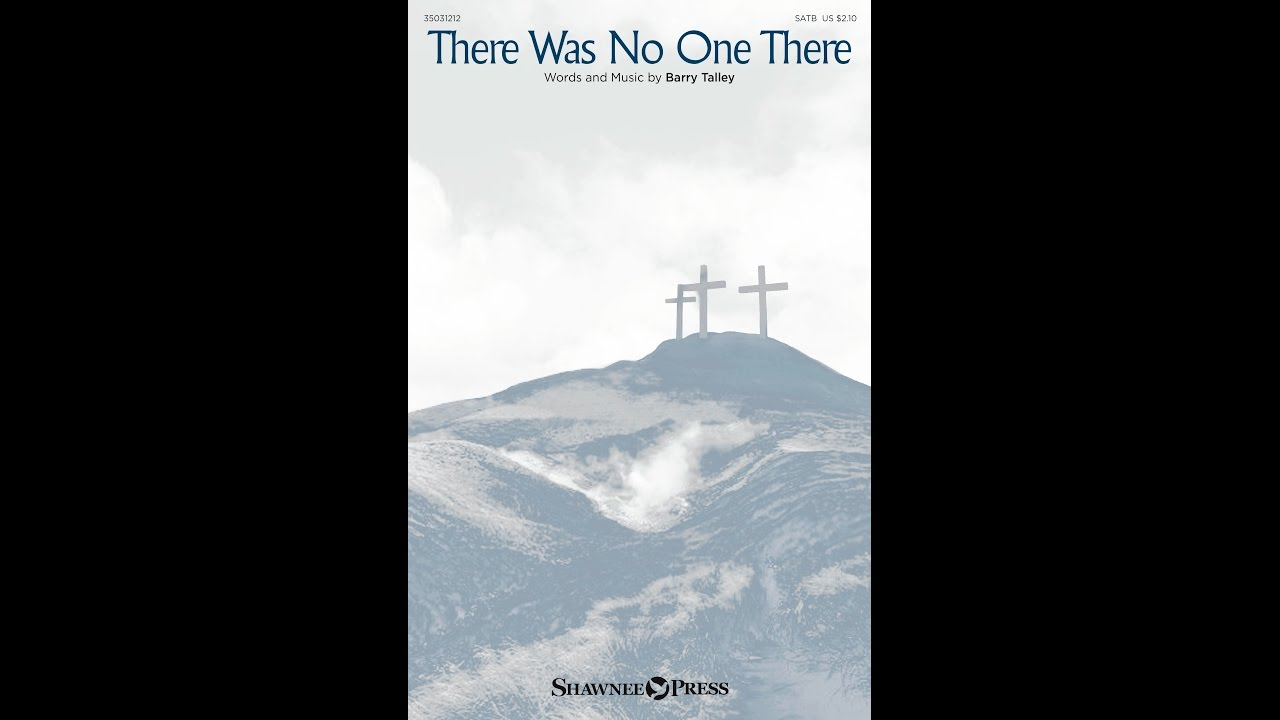 35031212
SATB US $2.10
There Was No One There
Words and Music by Barry Talley
SHAWNEE PRESS